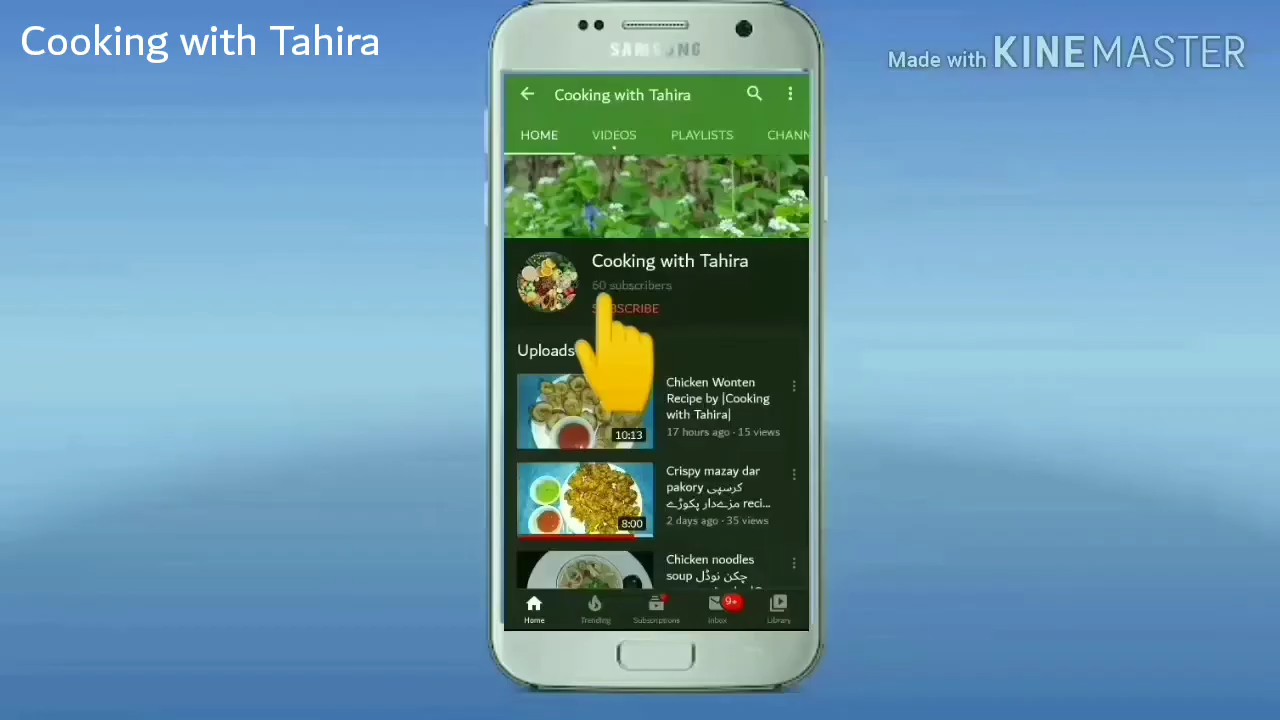 Cooking with Tahira
Made with KINEMASTER
SAMSUNG
Cooking with Tahira
HOME VIDEOS PLAYLISTS CHANN
Cooking with Tahira
60 subscribers
SUBSCRIBE
Uploads
Chicken Wonten
Recipe by |Cooking
with Tahira|
17 hours ago · 15 views
10:13
Crispy mazay dar
pakory کرسپی
مزےدار پکوڑے reci...
2 days ago · 35 views
8:00
Chicken noodles
soup چکن نوڈل
Home Trending Subscriptions Inbox 9+ Library